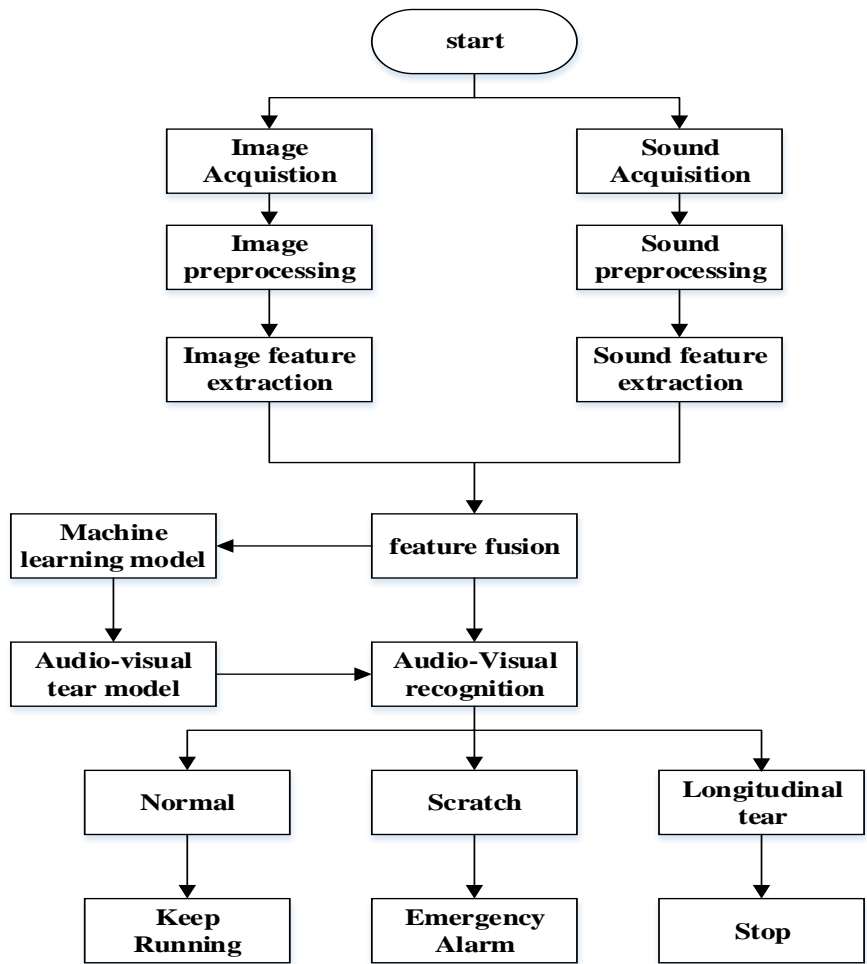 start
Image
Acquistion
Sound
Acquisition
Image
preprocessing
Sound
preprocessing
Image feature
extraction
Sound feature
extraction
Machine
learning model
feature fusion
Audio-visual
tear model
Audio-Visual
recognition
Normal
Scratch
Longitudinal
tear
Keep
Running
Emergency
Alarm
Stop